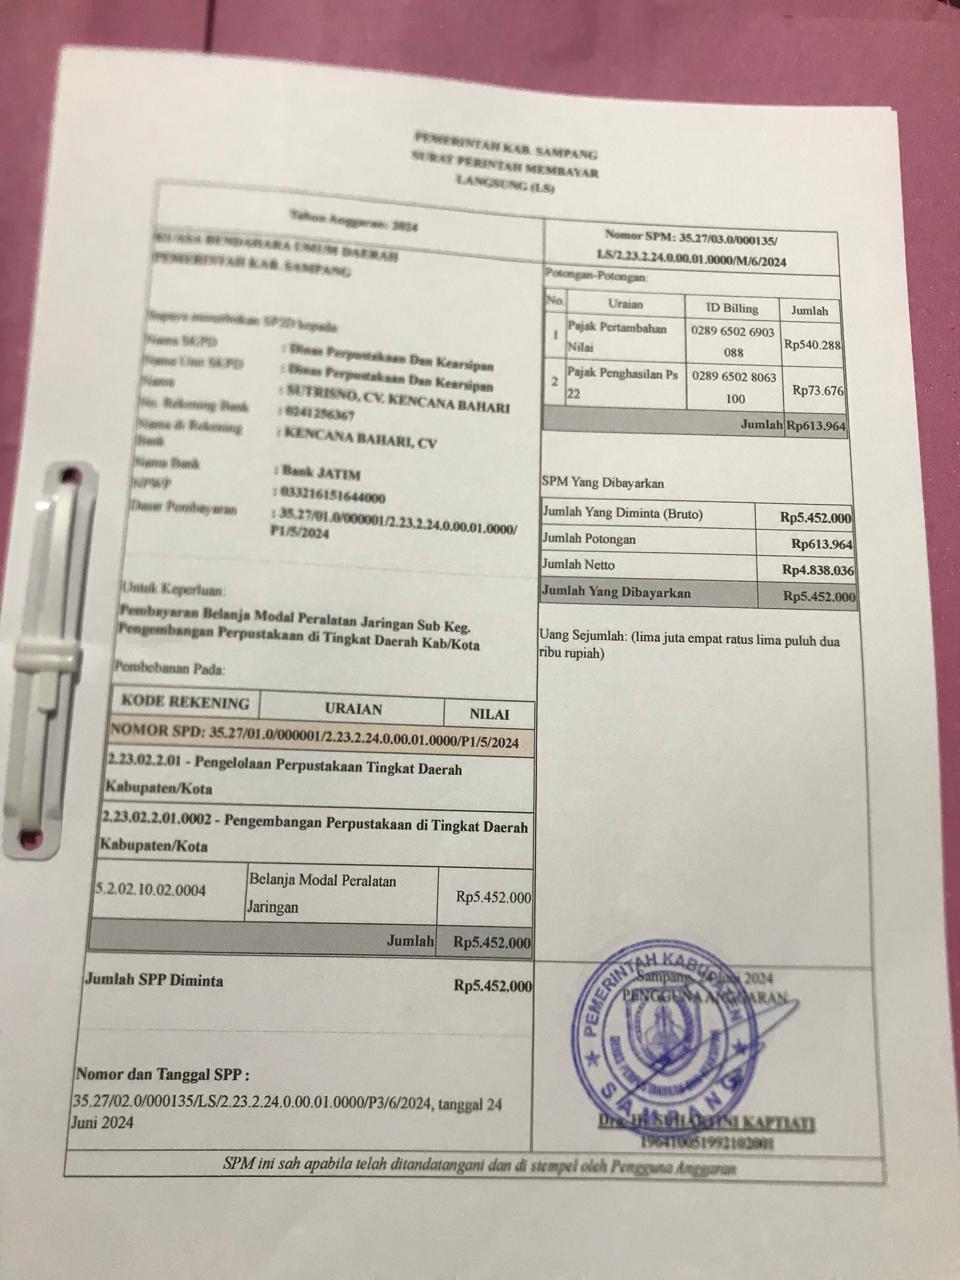 PEMERINTAH KAB. SAMPANG
SURAT PERINTAH MEMBAYAR
LANGSUNG (LS)
Tahun Anggaran: 2024
Nomor SPM: 35.27/03.0/000135/
LS/2.23.2.24.0.00.01.0000/M/6/2024
KUASA BENDAHARA UMUM DAERAH
PEMERINTAH KAB. SAMPANG
Supaya menerbitkan SP2D kepada
Nama SKPD : Dinas Perpustakaan Dan Kearsipan
Nama Unit SKPD : Dinas Perpustakaan Dan Kearsipan
Nama : SUTRISNO, CV. KENCANA BAHARI
No. Rekening Bank : 0241256367
Nama di Rekening
Bank : KENCANA BAHARI, CV
Nama Bank : Bank JATIM
NPWP : 033216151644000
Dasar Pembayaran : 35.27/01.0/000001/2.23.2.24.0.00.01.0000/
P1/5/2024
Untuk Keperluan:
Pembayaran Belanja Modal Peralatan Jaringan Sub Keg.
Pengembangan Perpustakaan di Tingkat Daerah Kab/Kota
Pembebanan Pada:
KODE REKENING URAIAN NILAI
NOMOR SPD: 35.27/01.0/000001/2.23.2.24.0.00.01.0000/P1/5/2024
2.23.02.2.01 - Pengelolaan Perpustakaan Tingkat Daerah
Kabupaten/Kota
2.23.02.2.01.0002 - Pengembangan Perpustakaan di Tingkat Daerah
Kabupaten/Kota
5.2.02.10.02.0004 Belanja Modal Peralatan
Jaringan Rp5.452.000
Jumlah Rp5.452.000
Jumlah SPP Diminta Rp5.452.000
Nomor dan Tanggal SPP :
35.27/02.0/000135/LS/2.23.2.24.0.00.01.0000/P3/6/2024, tanggal 24
Juni 2024
Potongan-Potongan:
No. Uraian ID Billing Jumlah
1 Pajak Pertambahan
Nilai 0289 6502 6903
088 Rp540.288
2 Pajak Penghasilan Ps
22 0289 6502 8063
100 Rp73.676
Jumlah Rp613.964
SPM Yang Dibayarkan
Jumlah Yang Diminta (Bruto) Rp5.452.000
Jumlah Potongan Rp613.964
Jumlah Netto Rp4.838.036
Jumlah Yang Dibayarkan Rp5.452.000
Uang Sejumlah: (lima juta empat ratus lima puluh dua
ribu rupiah)
Sampang, 2024
PENGGUNA ANGGARAN
PEMERINTAH KABUPATEN
SAMPANG
KAPTIATI
196410051992102001
SPM ini sah apabila telah ditandatangani dan di stempel oleh Pengguna Anggaran